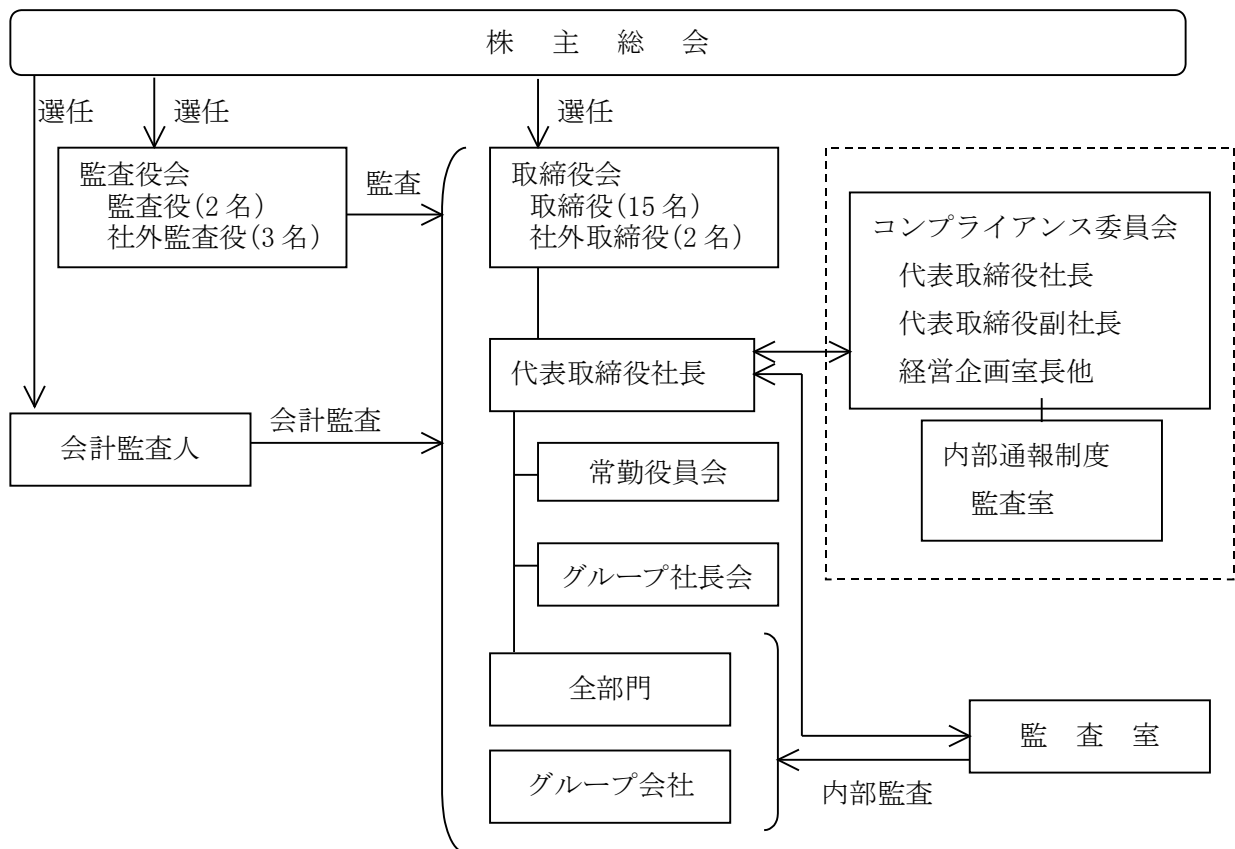 株　主　総　会
選任
選任
選任
監査役会
監査役(2 名)
社外監査役(3 名)
監査
取締役会
取締役(15 名)
社外取締役(2 名)
コンプライアンス委員会
代表取締役社長
代表取締役副社長
経営企画室長他
代表取締役社長
会計監査人
会計監査
内部通報制度
監査室
常勤役員会
グループ社長会
全部門
監　査　室
グループ会社
内部監査